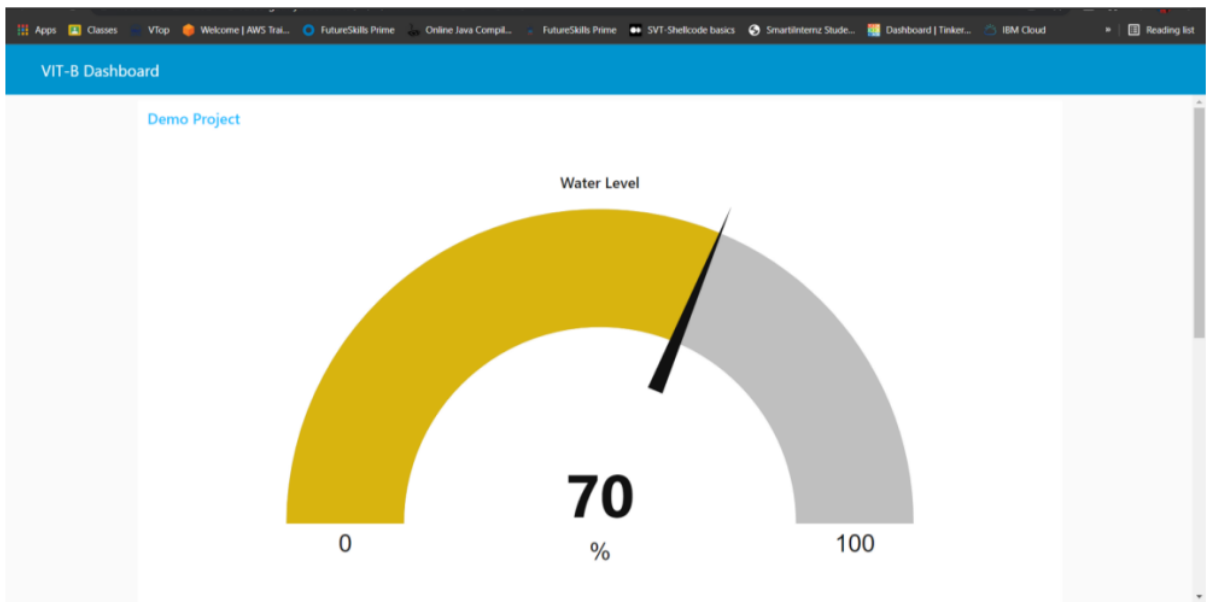 Apps Classes VTop Welcome | AWS Trai... FutureSkills Prime Online Java Compil... FutureSkills Prime SVT-Shellcode basics SmartiInternz Stude... Dashboard | Tinker... IBM Cloud » Reading list
VIT-B Dashboard
Demo Project
Water Level
70
0 100
%